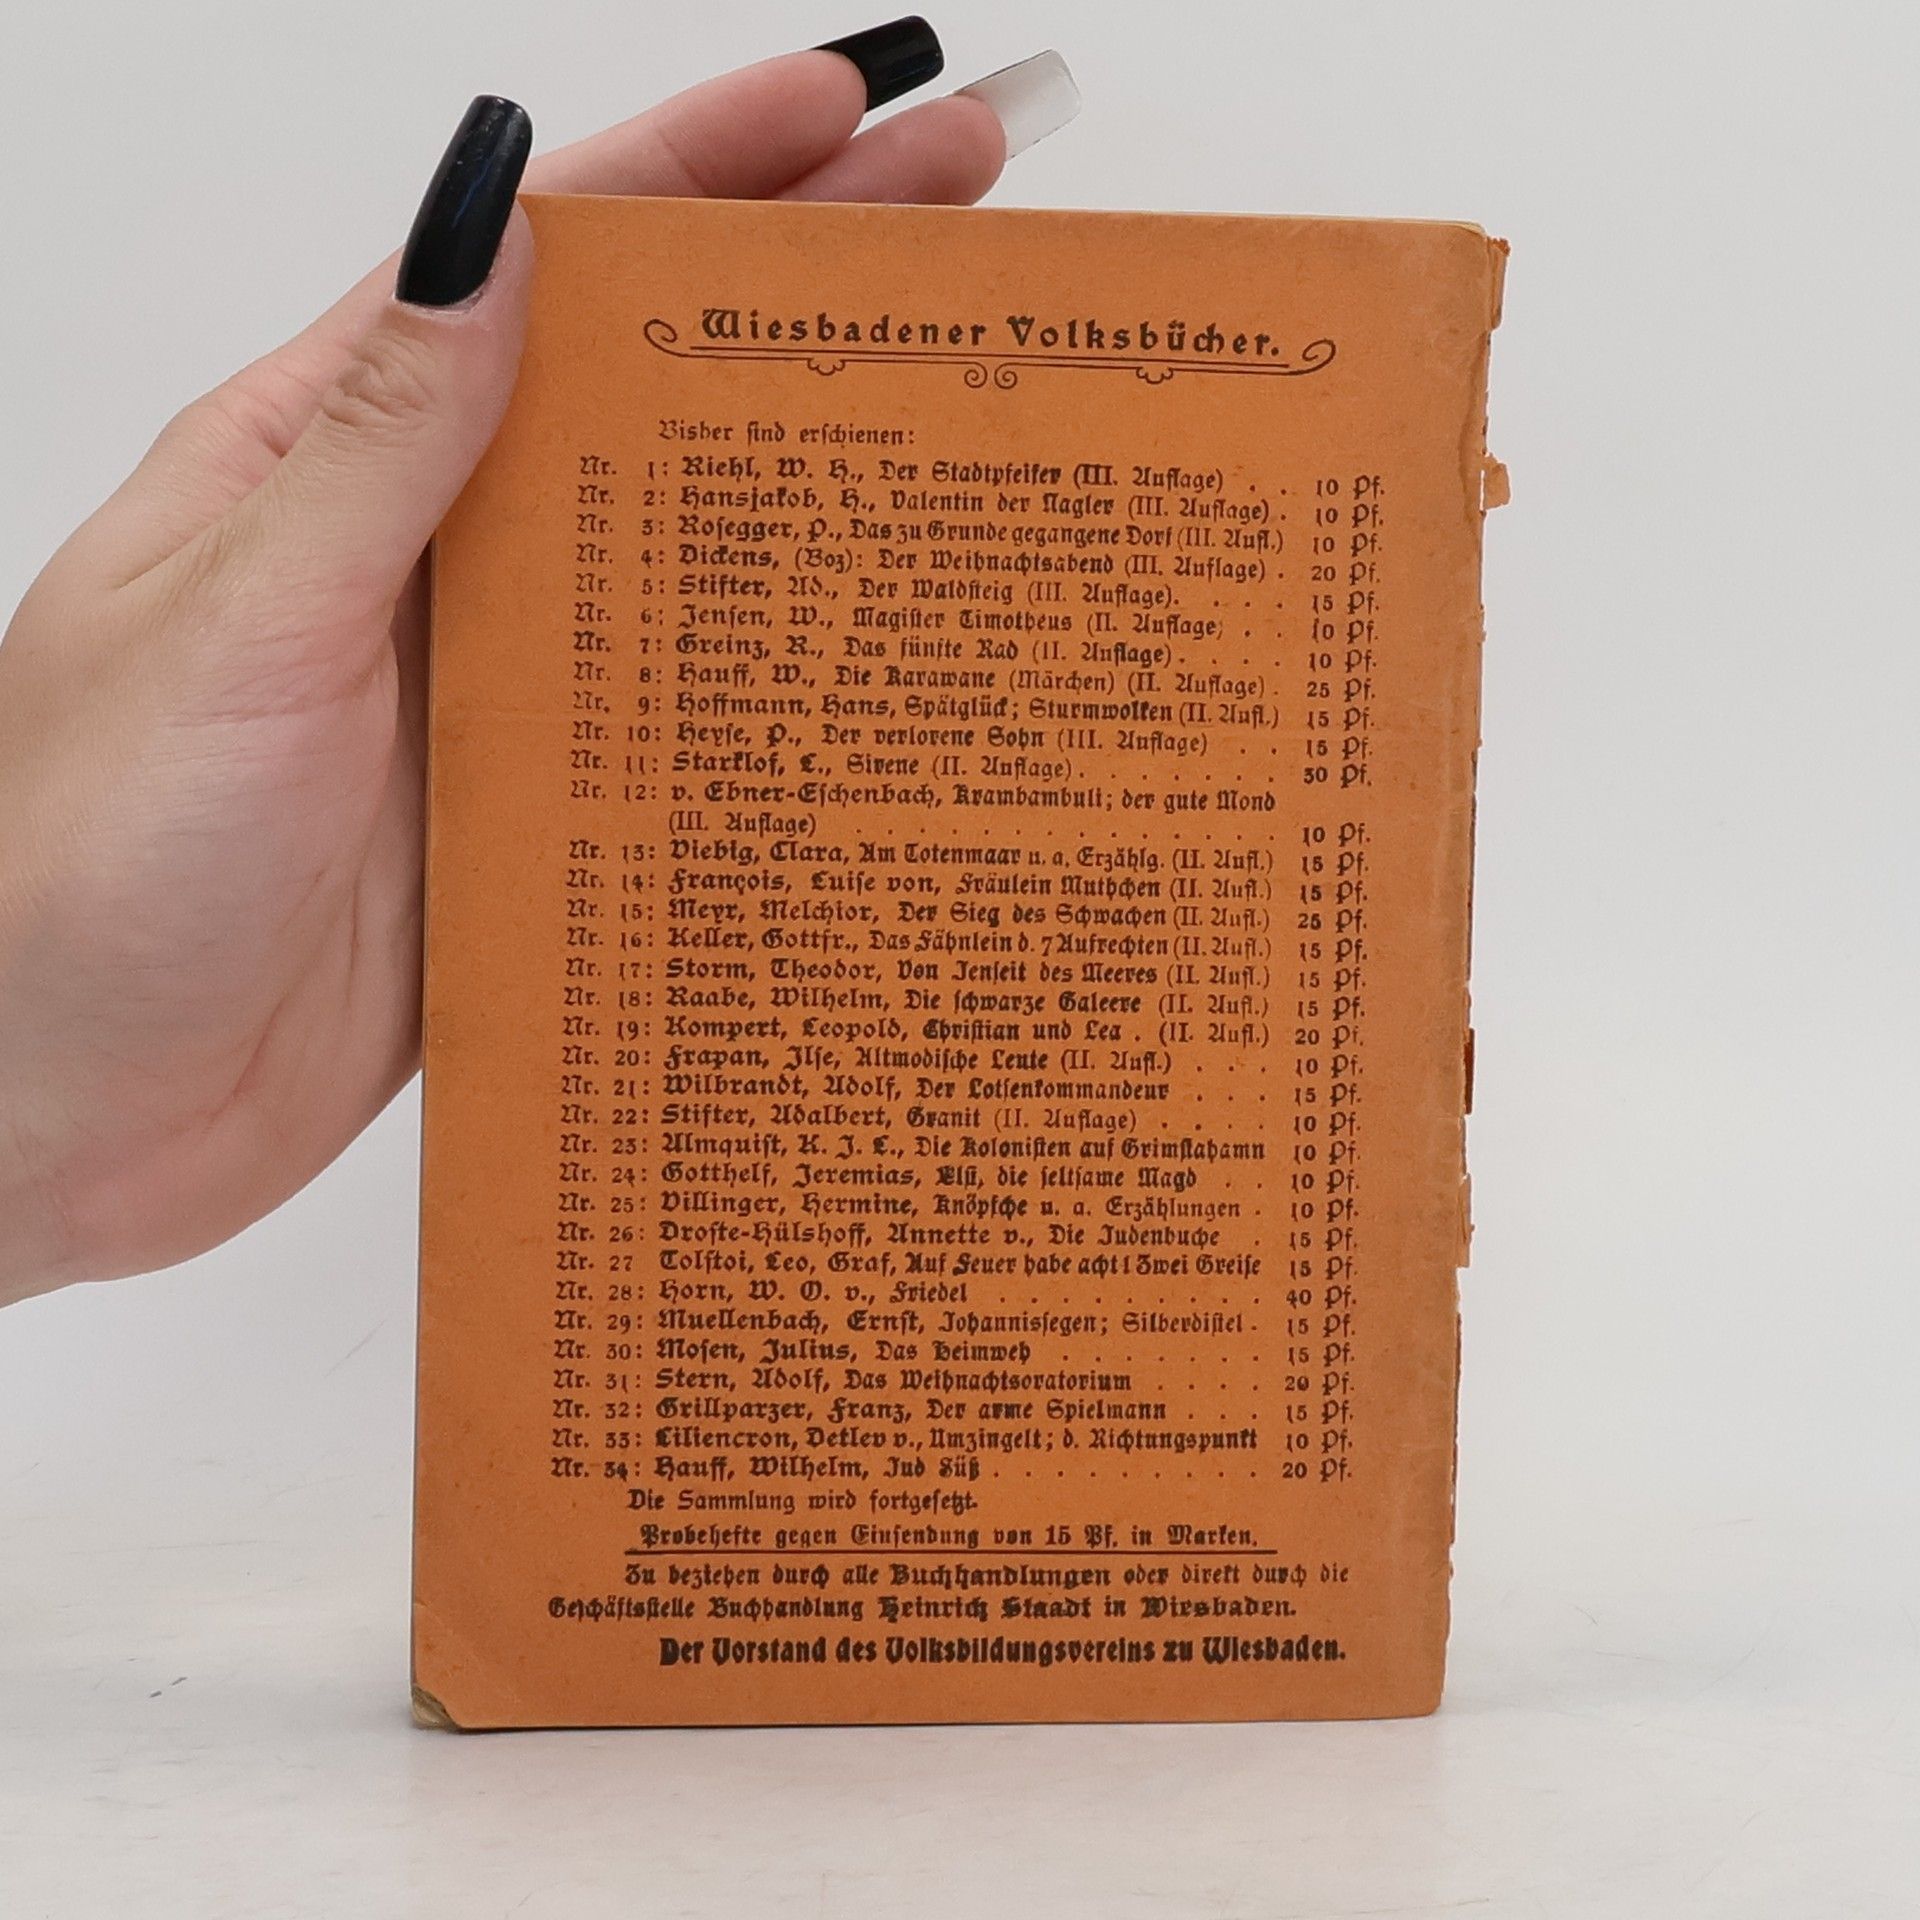 Wiesbadener Volksbücher.
Bisher sind erschienen:
Nr. 1: Riehl, W. H., Der Stadtpfeifer (III. Auflage) . . 10 Pf.
Nr. 2: Hansjakob, H., Valentin der Nagler (III. Auflage) . 10 Pf.
Nr. 3: Rosegger, P., Das zu Grunde gegangene Dorf (III. Aufl.) 10 Pf.
Nr. 4: Dickens, (Boz): Der Weihnachtsabend (III. Auflage) . 20 Pf.
Nr. 5: Stifter, Ad., Der Waldsteig (III. Auflage). . . . 15 Pf.
Nr. 6: Jensen, W., Magister Timotheus (II. Auflage) . . 10 Pf.
Nr. 7: Greinz, R., Das fünfte Rad (II. Auflage) . . . . 10 Pf.
Nr. 8: Hauff, W., Die Karawane (Märchen) (II. Auflage) . 25 Pf.
Nr. 9: Hoffmann, Hans, Spätglück; Sturmwolken (II. Aufl.) 15 Pf.
Nr. 10: Heyse, P., Der verlorene Sohn (III. Auflage) . . 15 Pf.
Nr. 11: Starklof, L., Sirene (II. Auflage) . . . . . . . 30 Pf.
Nr. 12: v. Ebner-Eschenbach, Krambambuli; der gute Mond
(III. Auflage) . . . . . . . . . . . . 10 Pf.
Nr. 13: Viebig, Clara, Am Totenmaar u. a. Erzählg. (II. Aufl.) 15 Pf.
Nr. 14: François, Luise von, Fräulein Muthchen (II. Aufl.) 15 Pf.
Nr. 15: Meyr, Melchior, Der Sieg des Schwachen (II. Aufl.) 25 Pf.
Nr. 16: Keller, Gottfr., Das Fähnlein d. 7 Aufrechten (II. Aufl.) 15 Pf.
Nr. 17: Storm, Theodor, Von Jenseit des Meeres (II. Aufl.) 15 Pf.
Nr. 18: Raabe, Wilhelm, Die schwarze Galeere (II. Aufl.) 15 Pf.
Nr. 19: Kompert, Leopold, Christian und Lea . (II. Aufl.) 20 Pf.
Nr. 20: Frapan, Ilse, Altmodische Leute (II. Aufl.) . . . 10 Pf.
Nr. 21: Wilbrandt, Adolf, Der Lotsenkommandeur . . . 15 Pf.
Nr. 22: Stifter, Adalbert, Granit (II. Auflage) . . . . 10 Pf.
Nr. 23: Almquist, K. J. L., Die Kolonisten auf Grimstahamn 10 Pf.
Nr. 24: Gotthelf, Jeremias, Elsi, die seltsame Magd . . 10 Pf.
Nr. 25: Villinger, Hermine, Knöpfche u. a. Erzählungen . 10 Pf.
Nr. 26: Droste-Hülshoff, Annette v., Die Judenbuche . 15 Pf.
Nr. 27 Tolstoi, Leo, Graf, Auf Feuer habe acht! Zwei Greise 15 Pf.
Nr. 28: Horn, W. O. v., Friedel . . . . . . . . . 40 Pf.
Nr. 29: Muellenbach, Ernst, Johannissegen; Silberdistel . 15 Pf.
Nr. 30: Mosen, Julius, Das Heimweh . . . . . . . 15 Pf.
Nr. 31: Stern, Adolf, Das Weihnachtsoratorium . . . . 20 Pf.
Nr. 32: Grillparzer, Franz, Der arme Spielmann . . . 15 Pf.
Nr. 33: Liliencron, Detlev v., Umzingelt; d. Richtungspunkt 10 Pf.
Nr. 34: Hauff, Wilhelm, Jud Süß . . . . . . . . . 20 Pf.
Die Sammlung wird fortgesetzt.
Probehefte gegen Einsendung von 15 Pf. in Marken.
Zu beziehen durch alle Buchhandlungen oder direkt durch die
Geschäftsstelle Buchhandlung Heinrich Staadt in Wiesbaden.
Der Vorstand des Volksbildungsvereins zu Wiesbaden.